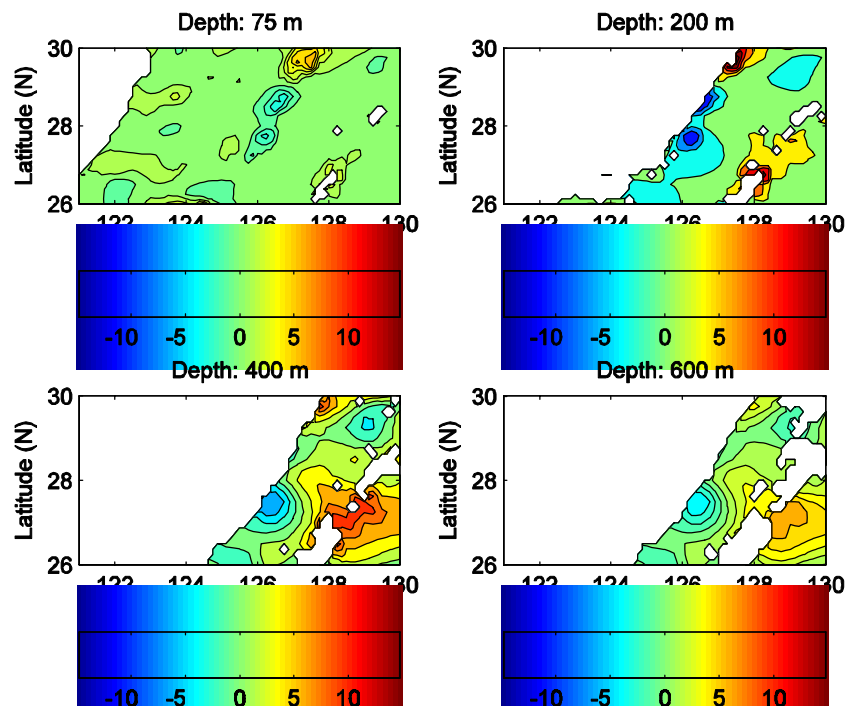 Depth: 75 m
Depth: 200 m
30
28
26
Latitude (N)
30
28
26
Latitude (N)
122 124 126 128 130
122 124 126 128 130
-10 -5 0 5 10
-10 -5 0 5 10
Depth: 400 m
Depth: 600 m
30
28
26
Latitude (N)
30
28
26
Latitude (N)
122 124 126 128 130
122 124 126 128 130
-10 -5 0 5 10
-10 -5 0 5 10